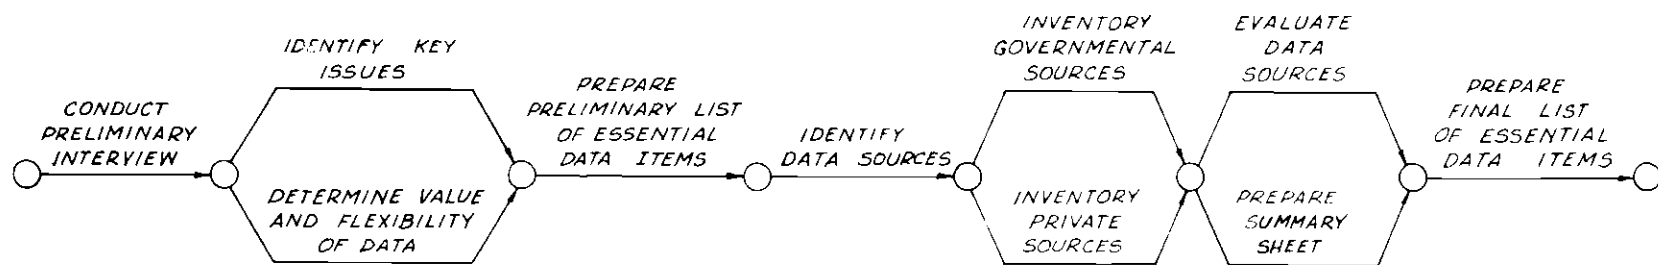 CONDUCT
PRELIMINARY
INTERVIEW
IDENTIFY KEY
ISSUES
DETERMINE VALUE
AND FLEXIBILITY
OF DATA
PREPARE
PRELIMINARY LIST
OF ESSENTIAL
DATA ITEMS
IDENTIFY
DATA SOURCES
INVENTORY
GOVERNMENTAL
SOURCES
INVENTORY
PRIVATE
SOURCES
EVALUATE
DATA
SOURCES
PREPARE
SUMMARY
SHEET
PREPARE
FINAL LIST
OF ESSENTIAL
DATA ITEMS